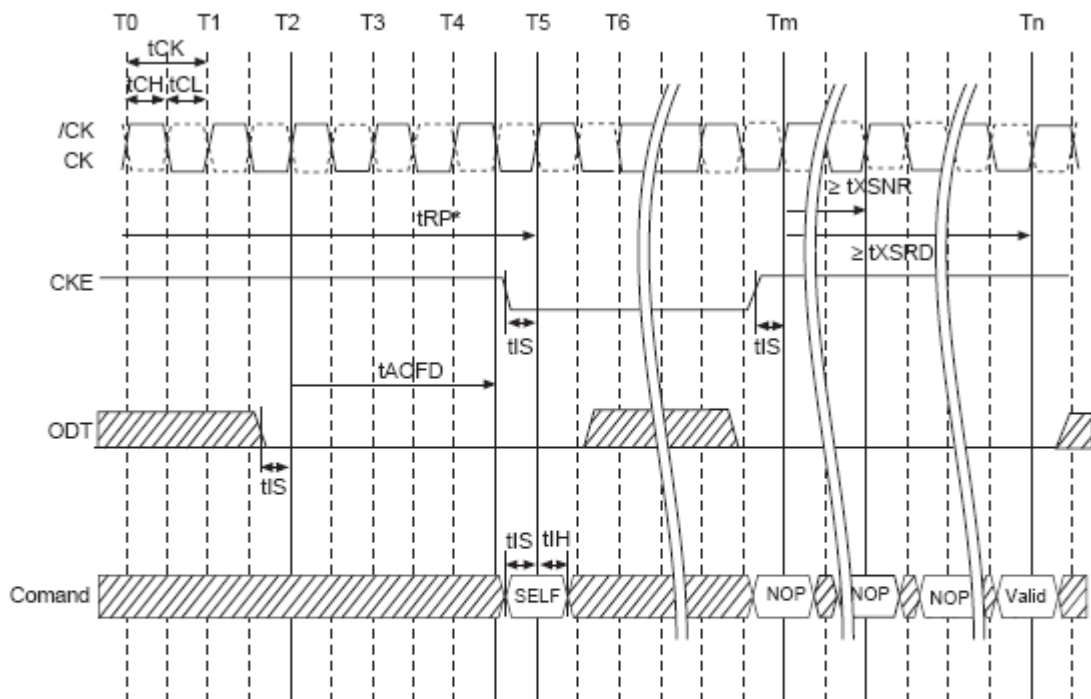 T0 T1 T2 T3 T4 T5 T6 Tm Tn
tCK
tCH tCL
/CK
CK
≥ tXSNR
tRP*
≥ tXSRD
CKE
tIS
tIS
tAOFD
ODT
tIS
tIS tIH
Comand
SELF
NOP
NOP
NOP
Valid